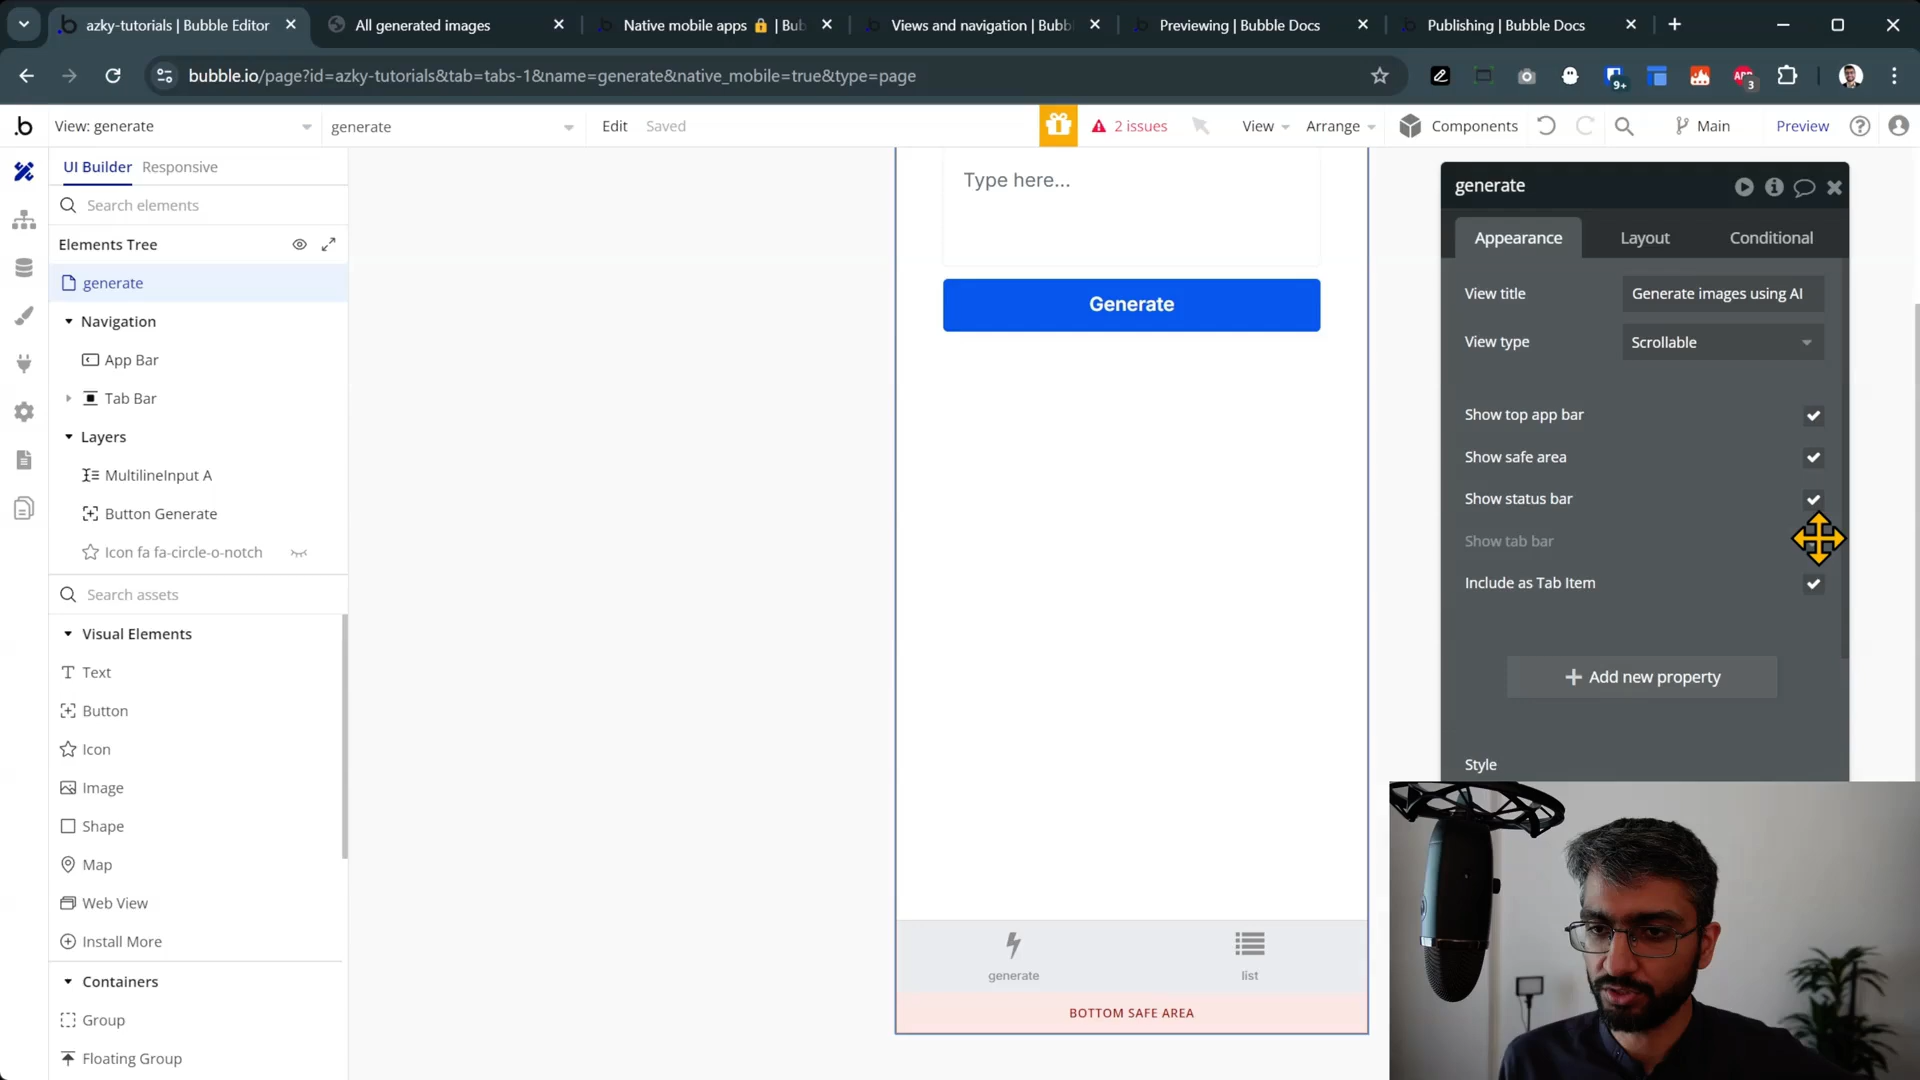 azky-tutorials | Bubble Editor
All generated images
Native mobile apps 🔒 | Bub
Views and navigation | Bubbl
Previewing | Bubble Docs
Publishing | Bubble Docs
bubble.io/page?id=azky-tutorials&tab=tabs-1&name=generate&native_mobile=true&type=page
9+
ABP
3
View: generate
generate
Edit
Saved
2 issues
View
Arrange
Components
Main
Preview
UI Builder
Responsive
Search elements
Elements Tree
generate
Navigation
App Bar
Tab Bar
Layers
MultilineInput A
Button Generate
Icon fa fa-circle-o-notch
Search assets
Visual Elements
Text
Button
Icon
Image
Shape
Map
Web View
Install More
Containers
Group
Floating Group
Type here...
Generate
generate
list
BOTTOM SAFE AREA
generate
Appearance
Layout
Conditional
View title
Generate images using AI
View type
Scrollable
Show top app bar
Show safe area
Show status bar
Show tab bar
Include as Tab Item
Add new property
Style